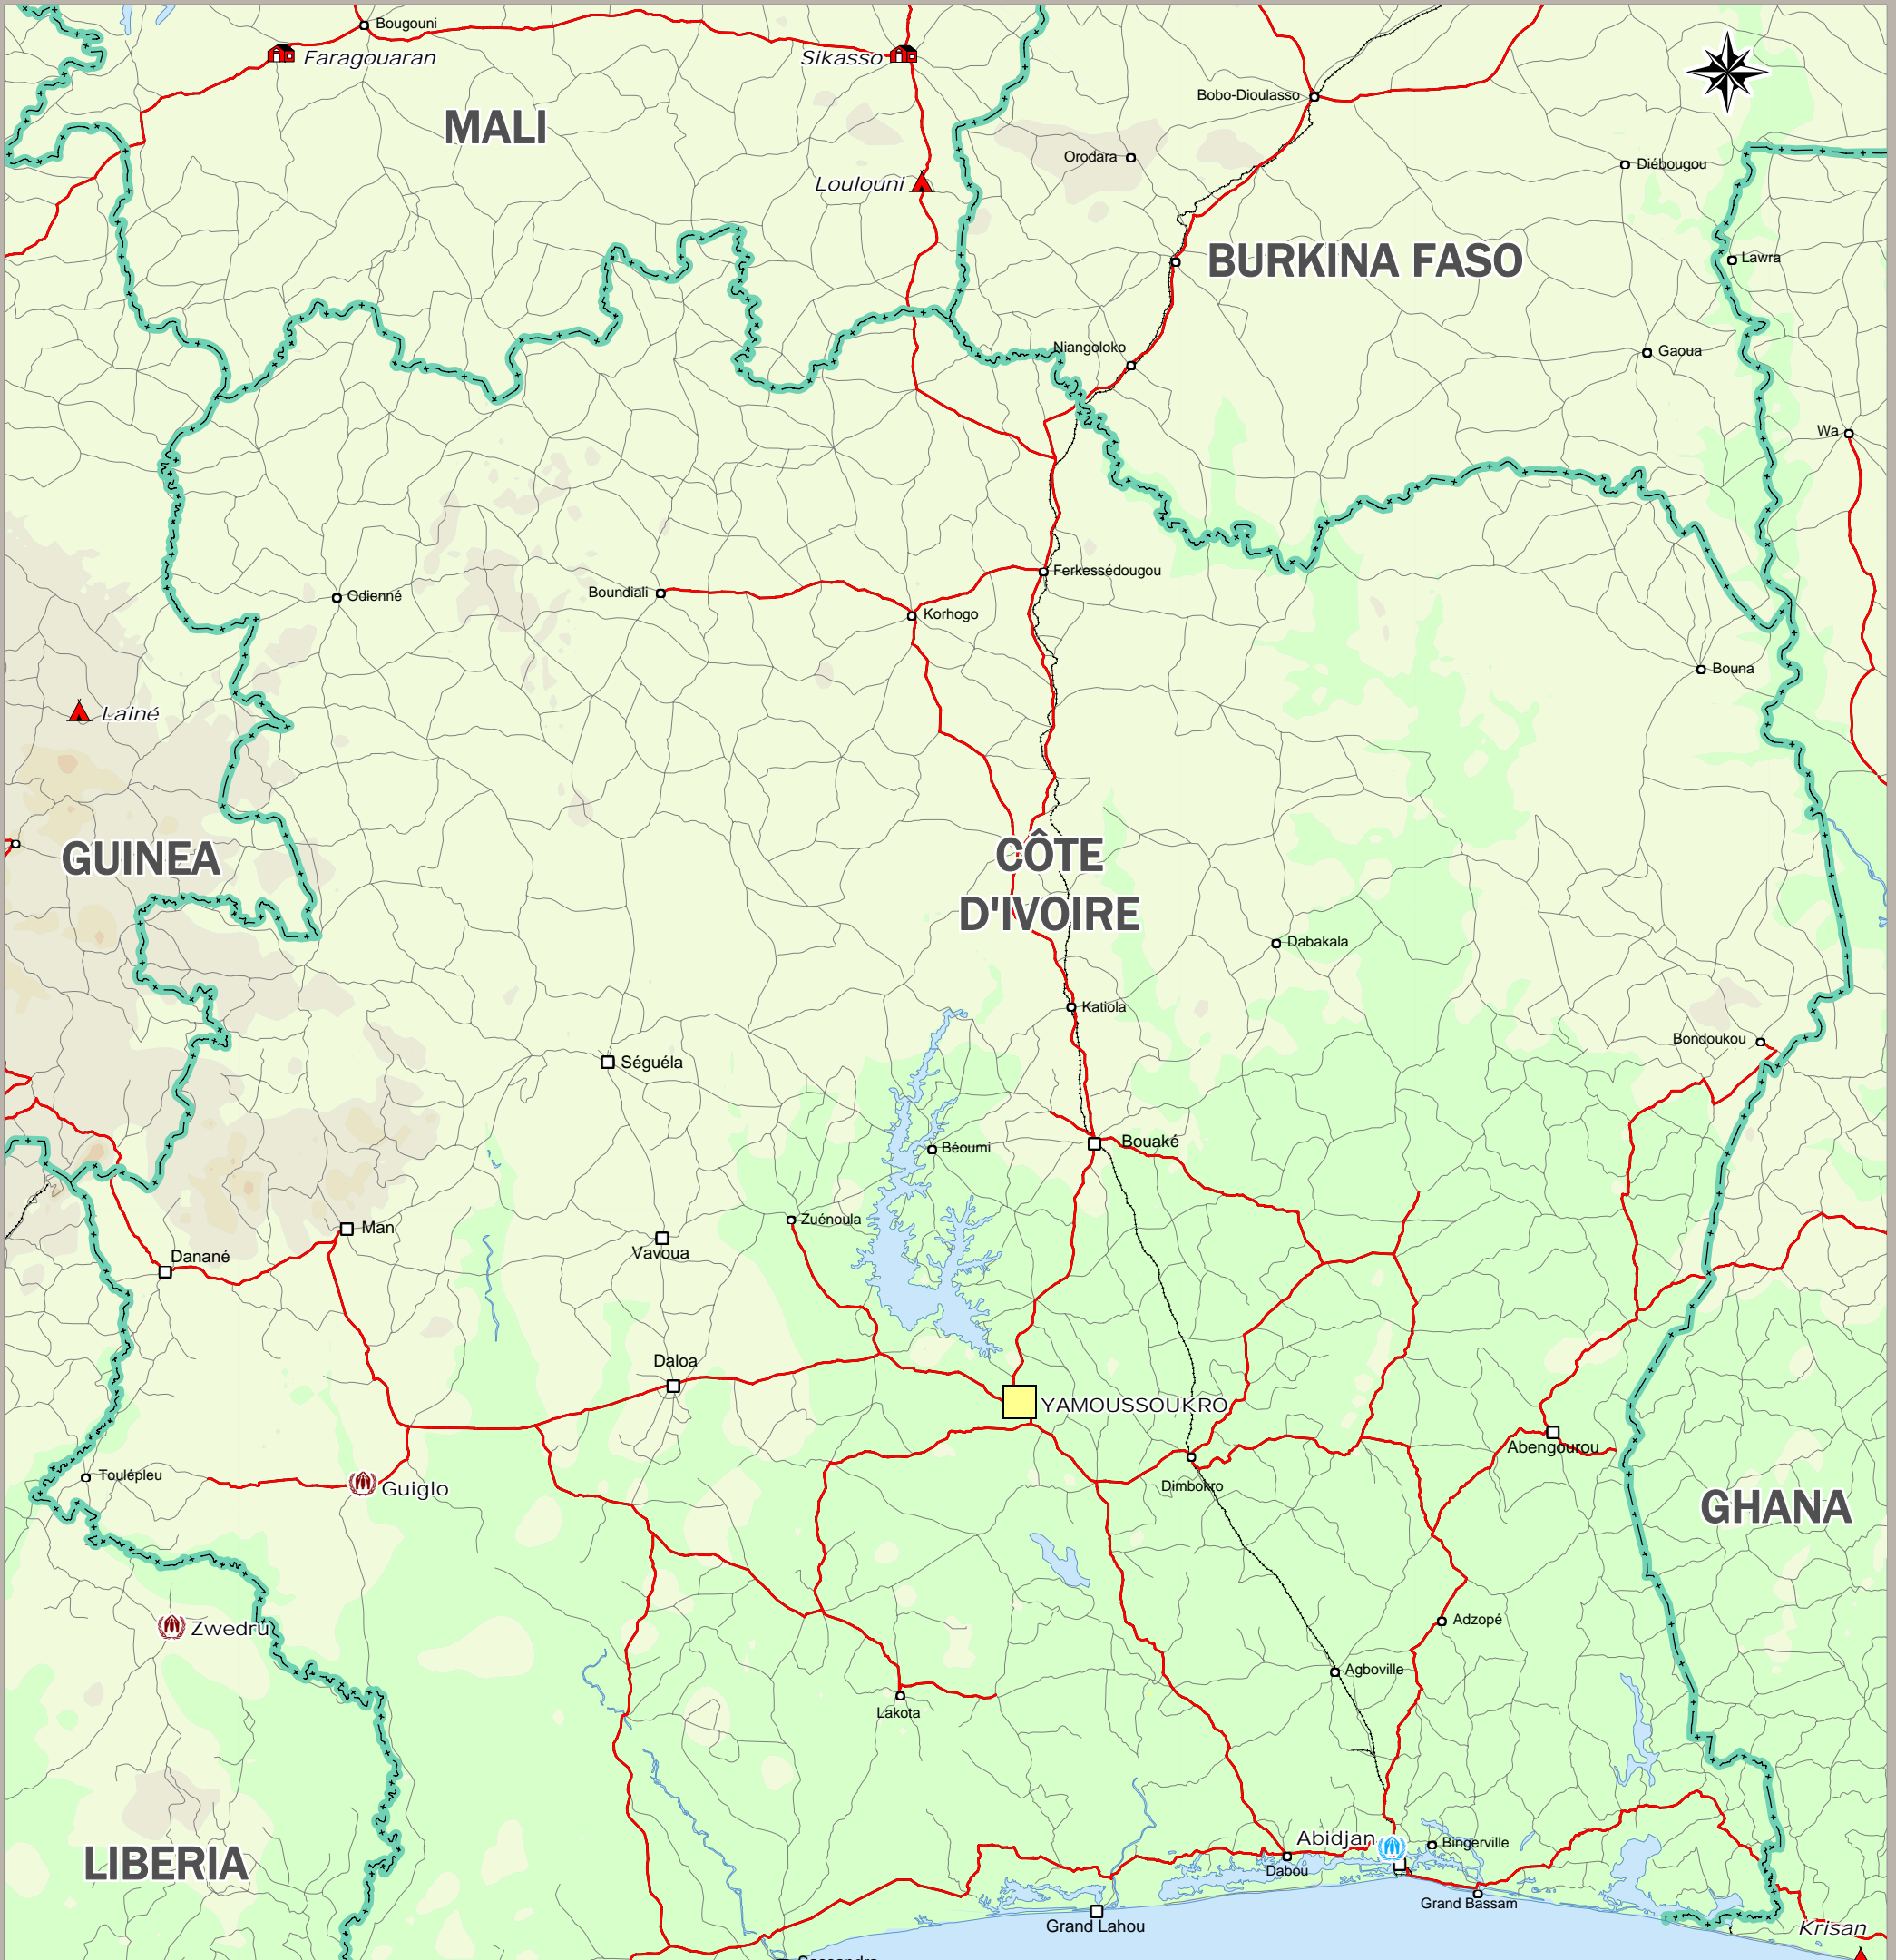 Bougouni
Faragouaran
Sikasso
MALI
Bobo-Dioulasso
Orodara
Diébougou
Loulouni
BURKINA FASO
Lawra
Niangoloko
Gaoua
Wa
Ferkessédougou
Boundiali
Odienné
Korhogo
Bouna
Lainé
GUINEA
CÔTE
D'IVOIRE
Dabakala
Katiola
Bondoukou
Séguéla
Bouaké
Béoumi
Zuénoula
Man
Vavoua
Danané
Daloa
YAMOUSSOUKRO
Abengourou
Toulépleu
Guiglo
Dimbokro
GHANA
Zwedru
Adzopé
Agboville
Lakota
Abidjan
Bingerville
LIBERIA
Dabou
Grand Bassam
Grand Lahou
Krisan